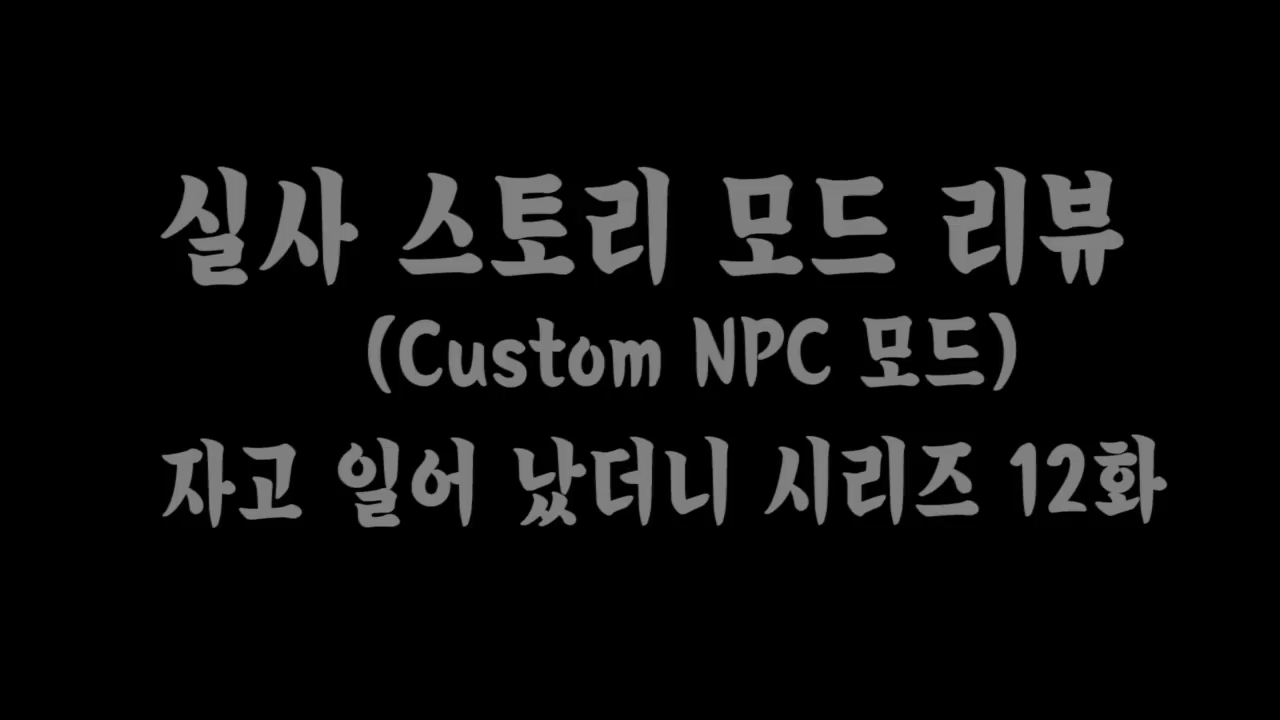 실사 스토리 모드 리뷰
(Custom NPC 모드)
자고 일어 났더니 시리즈 12화